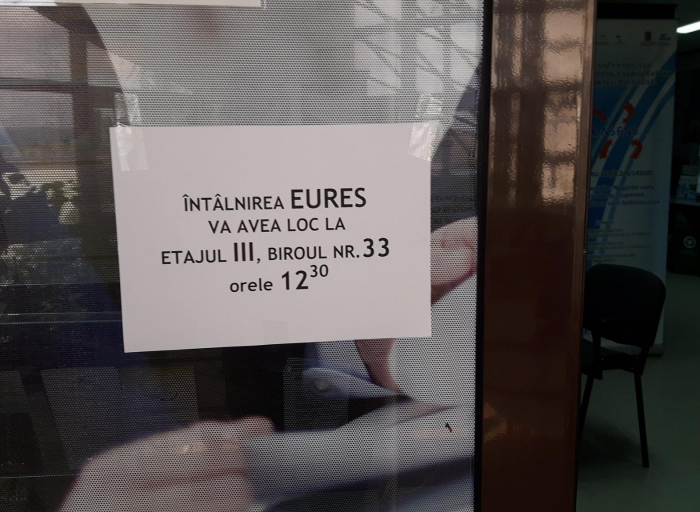 ÎNTÂLNIREA EURES
VA AVEA LOC LA
ETAJUL III, BIROUL NR.33
orele 12³⁰